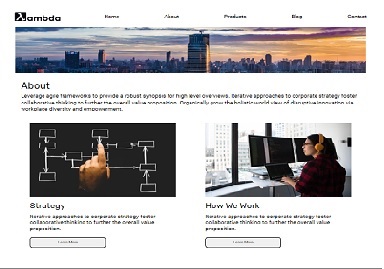 Lambda
Home
About
Products
Blog
Contact
About
Leverage agile frameworks to provide a robust synopsis for high level overviews. Iterative approaches to corporate strategy foster
collaborative thinking to further the overall value proposition. Organically grow the holistic world view of disruptive innovation via
workplace diversity and empowerment.
Strategy
Iterative approaches to corporate strategy foster
collaborative thinking to further the overall value
proposition.
Learn More
How We Work
Iterative approaches to corporate strategy foster
collaborative thinking to further the overall value
proposition.
Learn More